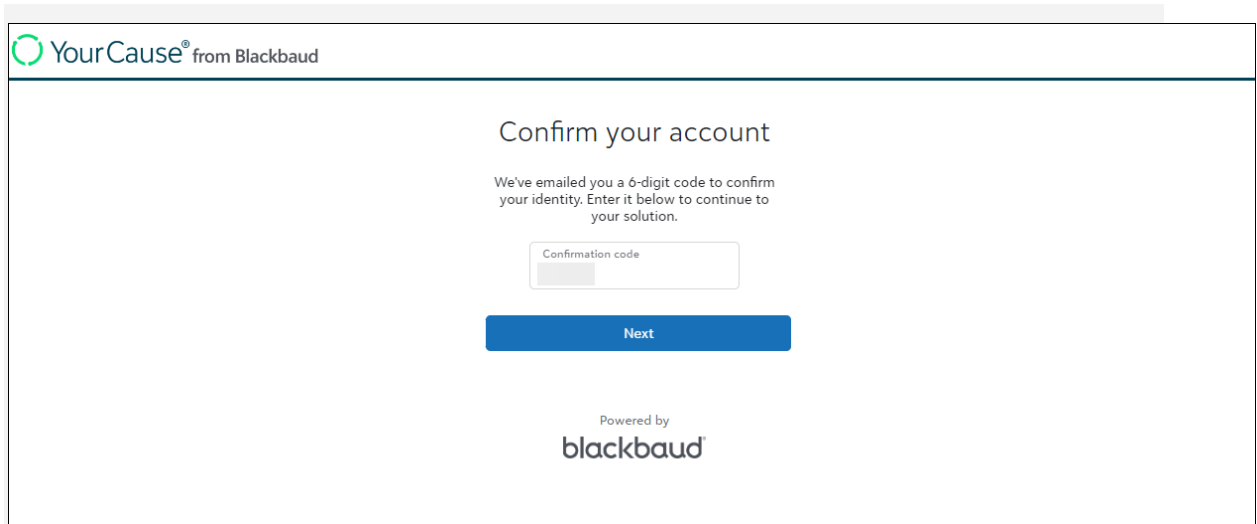 YourCause® from Blackbaud
Confirm your account
We've emailed you a 6-digit code to confirm
your identity. Enter it below to continue to
your solution.
Confirmation code
Next
Powered by
blackbaud